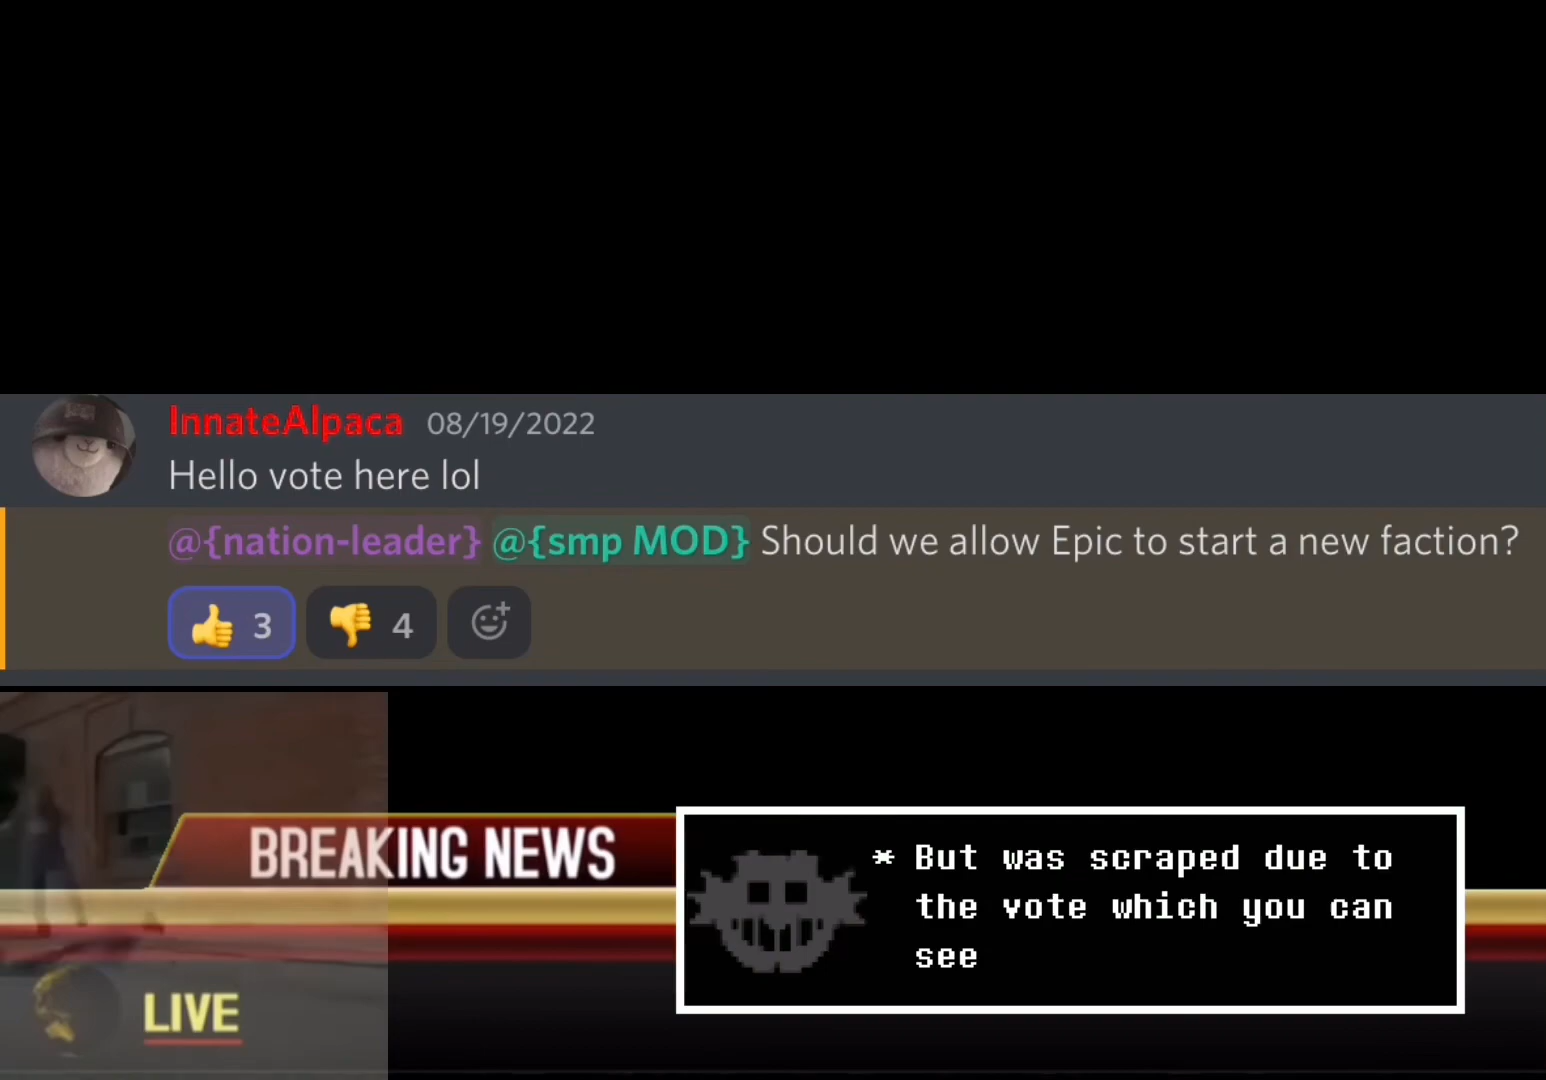 InnateAlpaca 08/19/2022
Hello vote here lol
@{nation-leader} @{smp MOD} Should we allow Epic to start a new faction?
👍 3 👎 4
BREAKING NEWS
* But was scraped due to
the vote which you can
see
LIVE